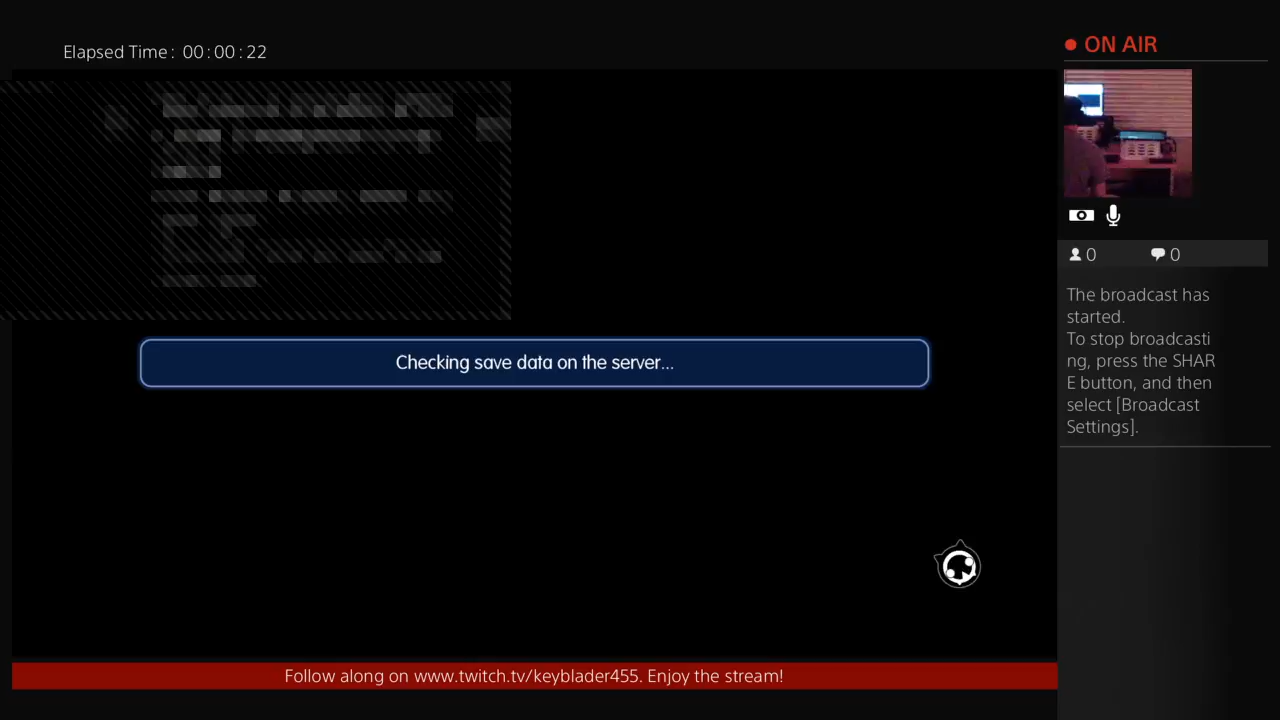 Elapsed Time: 00:00:22
ON AIR
0 0
The broadcast has
started.
To stop broadcasti
ng, press the SHAR
E button, and then
select [Broadcast
Settings].
Checking save data on the server...
Follow along on www.twitch.tv/keyblader455. Enjoy the stream!